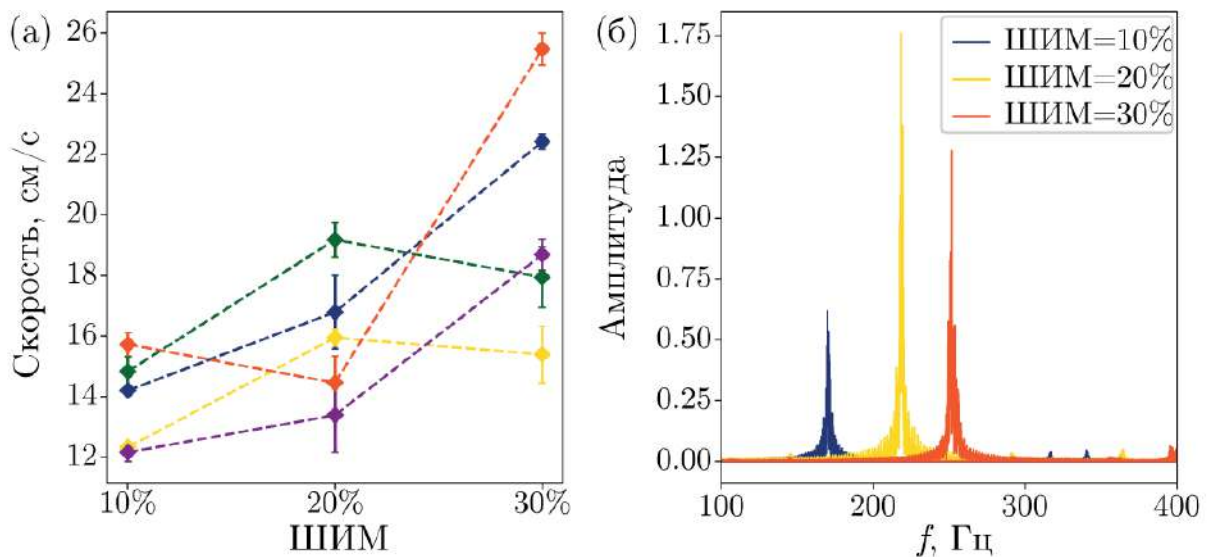 (а)
Скорость, см/с
26
24
22
20
18
16
14
12
10%
20%
30%
ШИМ
(б)
Амплитуда
1.75
1.50
1.25
1.00
0.75
0.50
0.25
0.00
100
200
300
400
f, Гц
ШИМ=10%
ШИМ=20%
ШИМ=30%